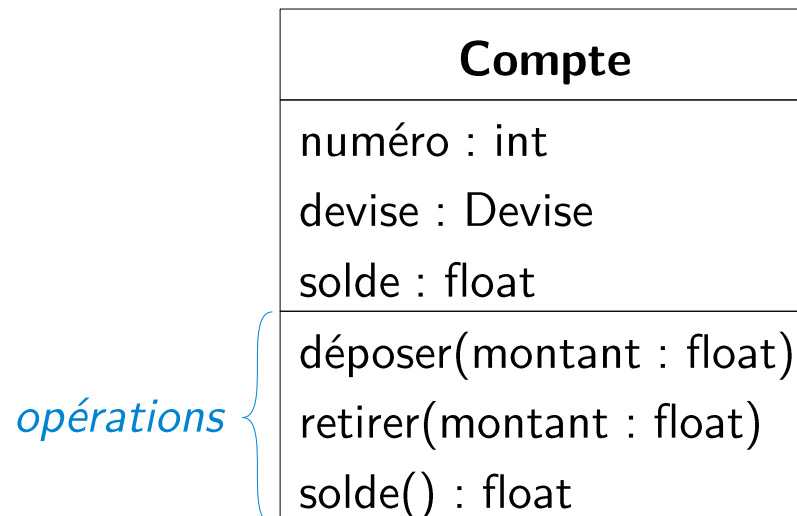 Compte
numéro : int
devise : Devise
solde : float
déposer(montant : float)
opérations
retirer(montant : float)
solde() : float